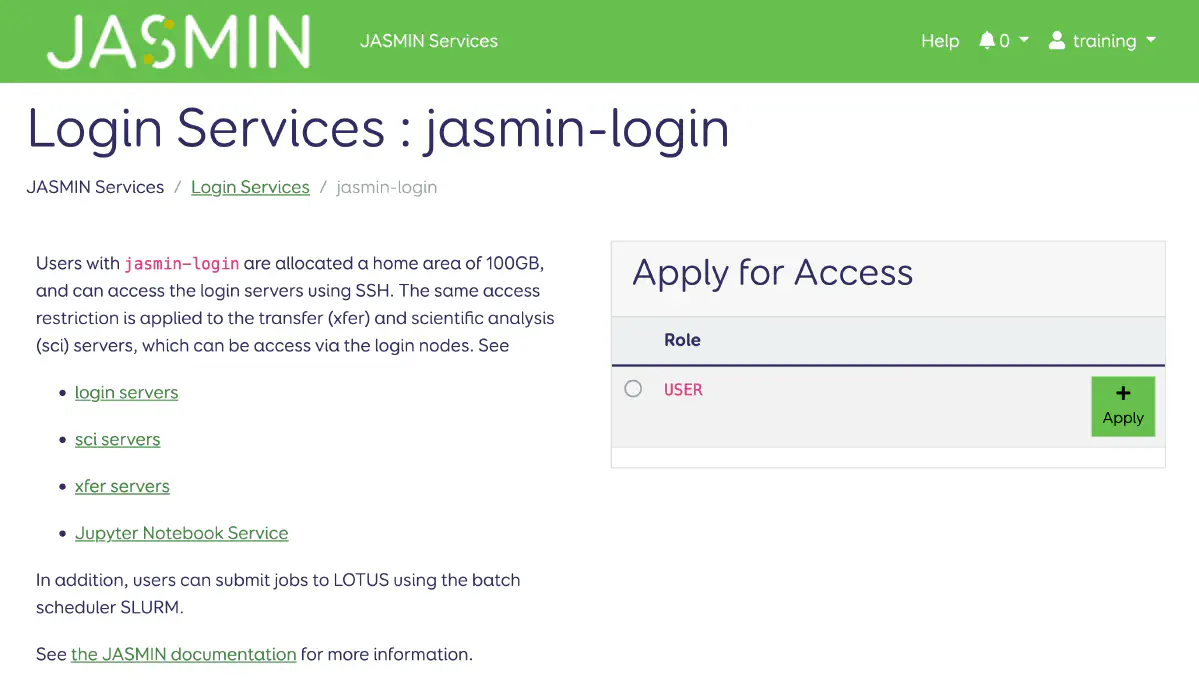 JASMIN
JASMIN Services
Help
0
training
Login Services : jasmin-login
JASMIN Services / Login Services / jasmin-login
Users with jasmin-login are allocated a home area of 100GB,
and can access the login servers using SSH. The same access
restriction is applied to the transfer (xfer) and scientific analysis
(sci) servers, which can be access via the login nodes. See
• login servers
• sci servers
• xfer servers
• Jupyter Notebook Service
In addition, users can submit jobs to LOTUS using the batch
scheduler SLURM.
See the JASMIN documentation for more information.
Apply for Access
Role
USER
+
Apply